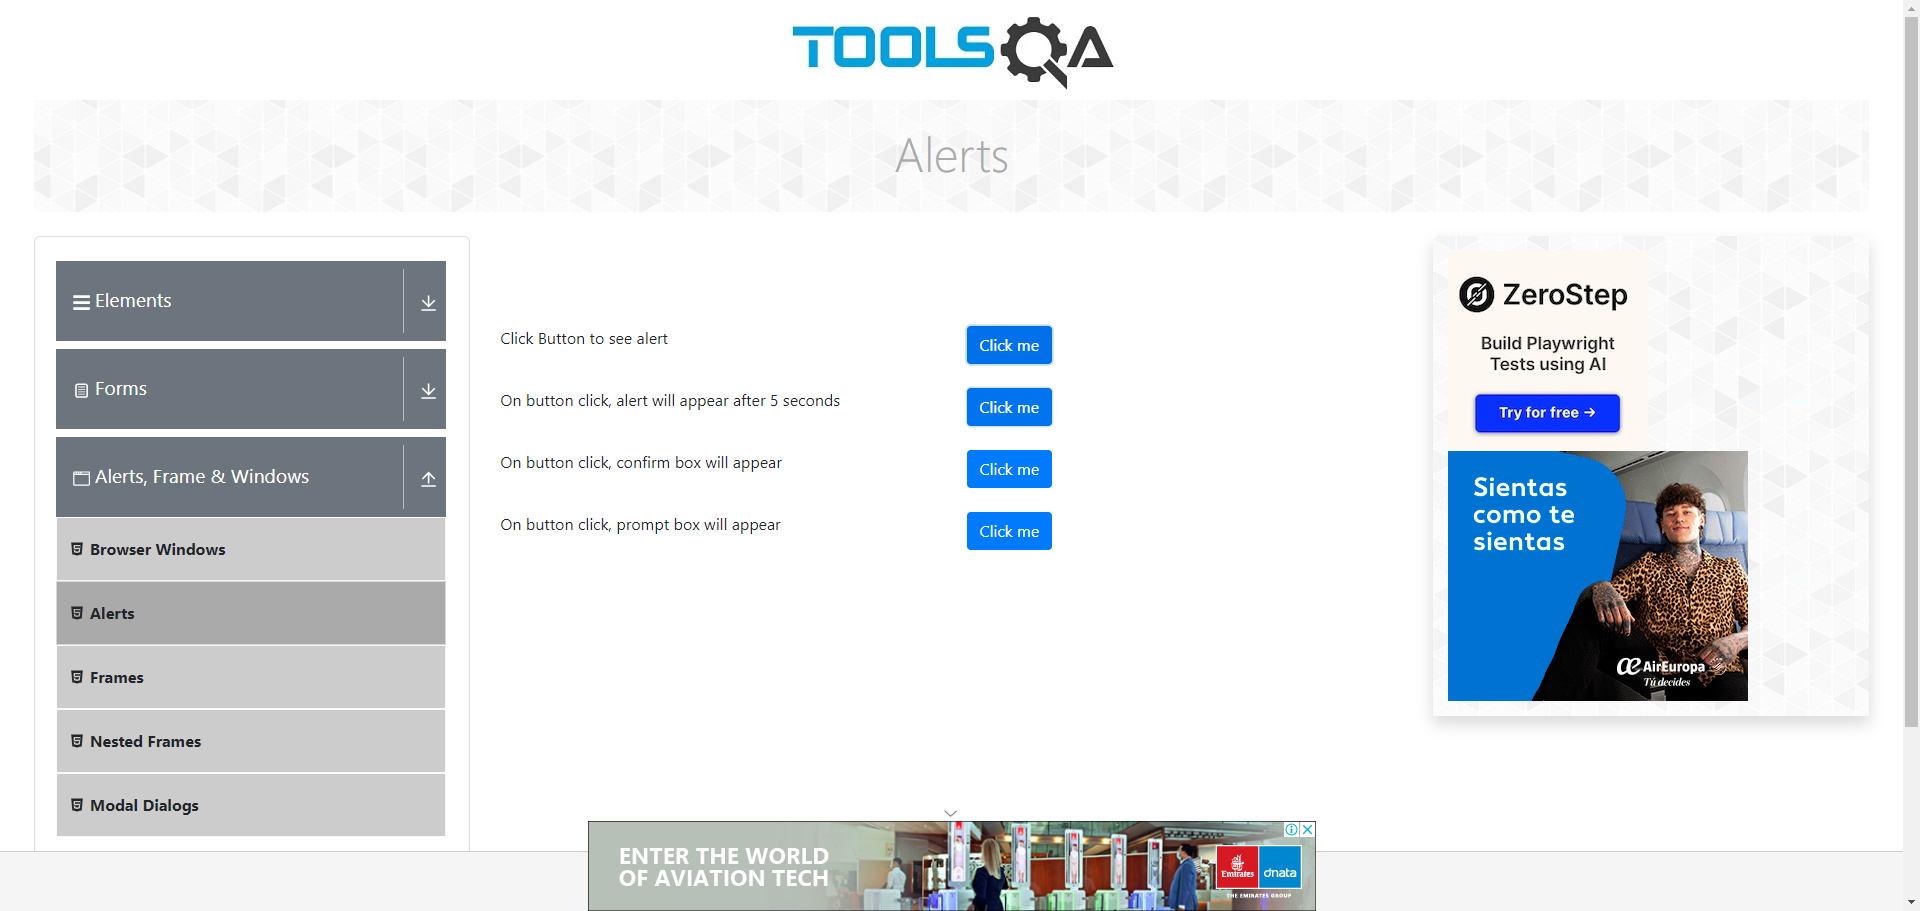 TOOLSQA
Alerts
Elements
Forms
Alerts, Frame & Windows
Browser Windows
Alerts
Frames
Nested Frames
Modal Dialogs
Click Button to see alert
Click me
On button click, alert will appear after 5 seconds
Click me
On button click, confirm box will appear
Click me
On button click, prompt box will appear
Click me
ZeroStep
Build Playwright
Tests using AI
Try for free →
Sientas
como te
sientas
AirEuropa
Tú decides
ENTER THE WORLD
OF AVIATION TECH
Emirates
dnata
THE EMIRATES GROUP